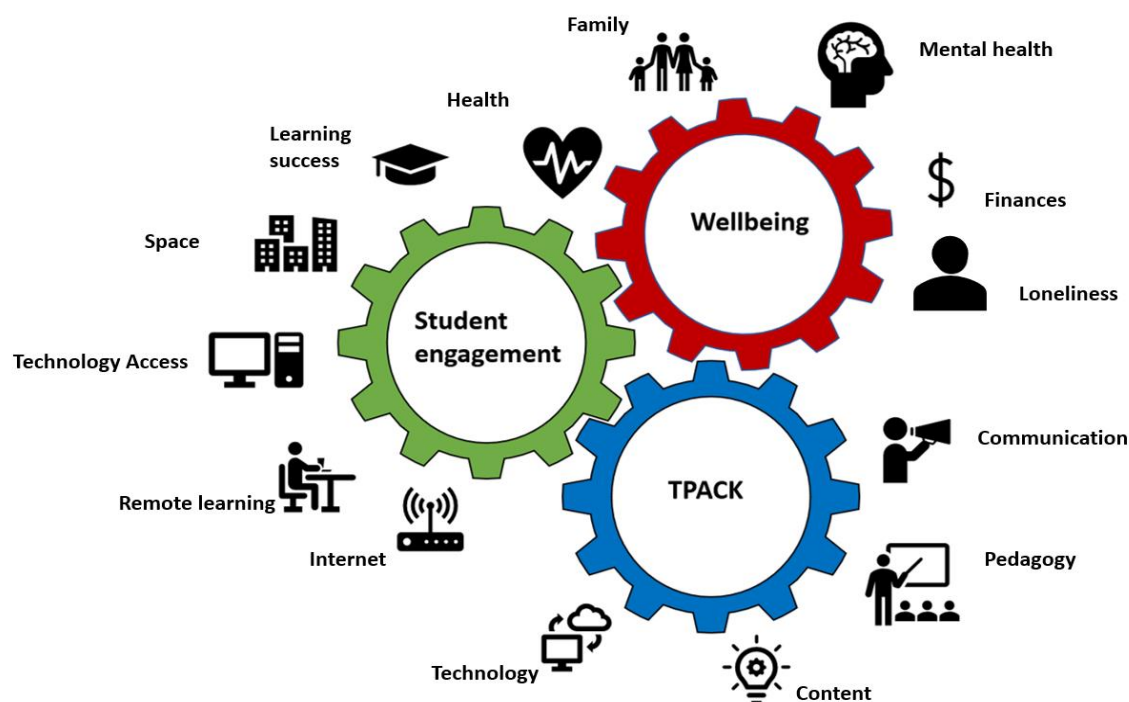 Family
Mental health
Health
Learning
success
Finances
Wellbeing
Space
Loneliness
Student
engagement
Technology Access
Communication
TPACK
Remote learning
Internet
Pedagogy
Technology
Content
$